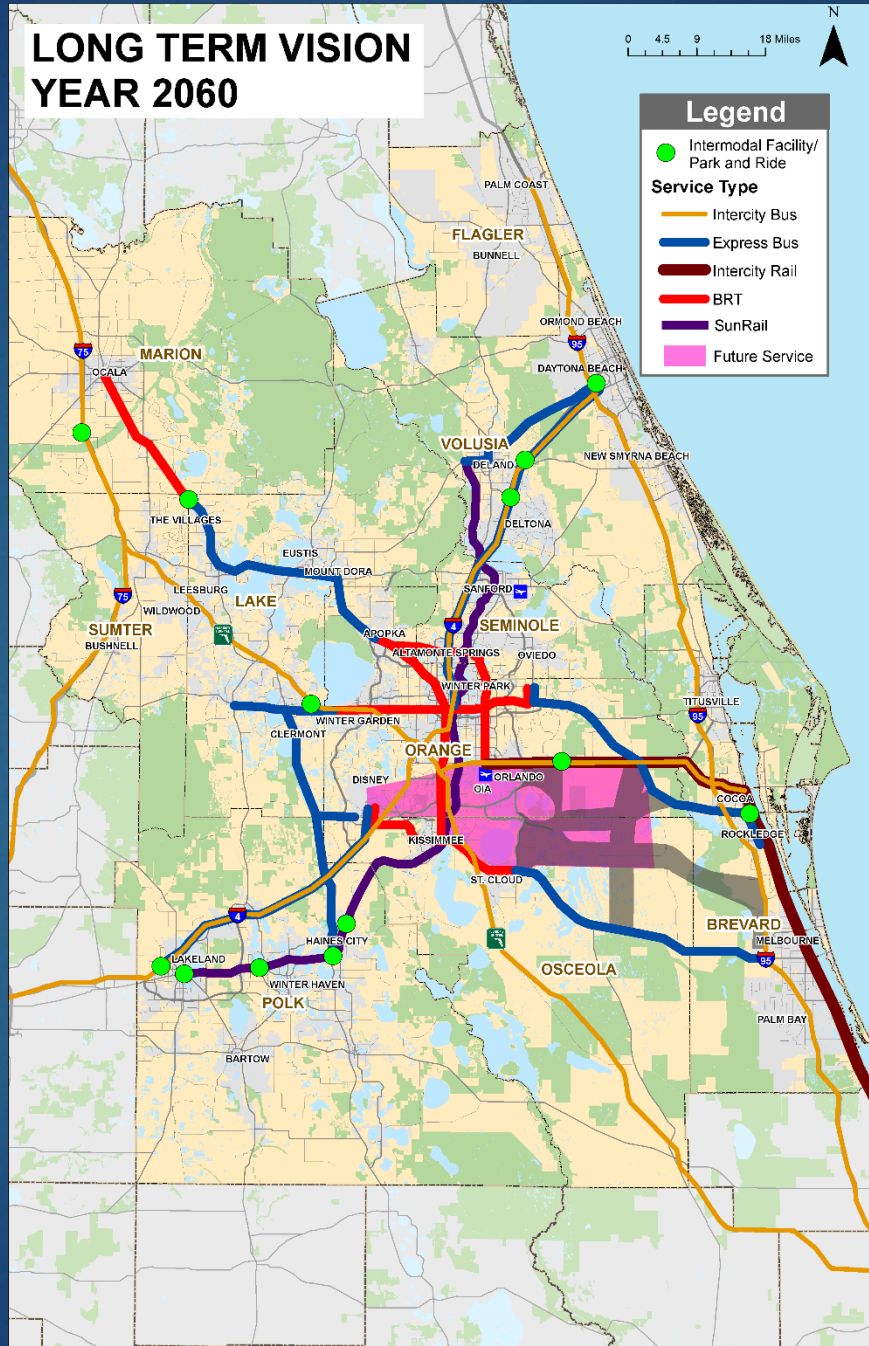 LONG TERM VISION
YEAR 2060
N
0 4.5 9 18 Miles
Legend
Intermodal Facility/
Park and Ride
Service Type
Intercity Bus
Express Bus
Intercity Rail
BRT
SunRail
Future Service
PALM COAST
FLAGLER
BUNNELL
ORMOND BEACH
95
75
MARION
OCALA
DAYTONA BEACH
VOLUSIA
DELAND
NEW SMYRNA BEACH
THE VILLAGES
DELTONA
EUSTIS
MOUNT DORA
SANFORD
LEESBURG
75
LAKE
WILDWOOD
4
SEMINOLE
SUMTER
BUSHNELL
APOPKA
ALTAMONTE SPRINGS
OVIEDO
WINTER PARK
TITUSVILLE
95
WINTER GARDEN
CLERMONT
ORANGE
DISNEY
ORLANDO
OIA
COCOA
ROCKLEDGE
KISSIMMEE
ST. CLOUD
4
BREVARD
HAINES CITY
MELBOURNE
LAKELAND
95
OSCEOLA
WINTER HAVEN
POLK
PALM BAY
BARTOW